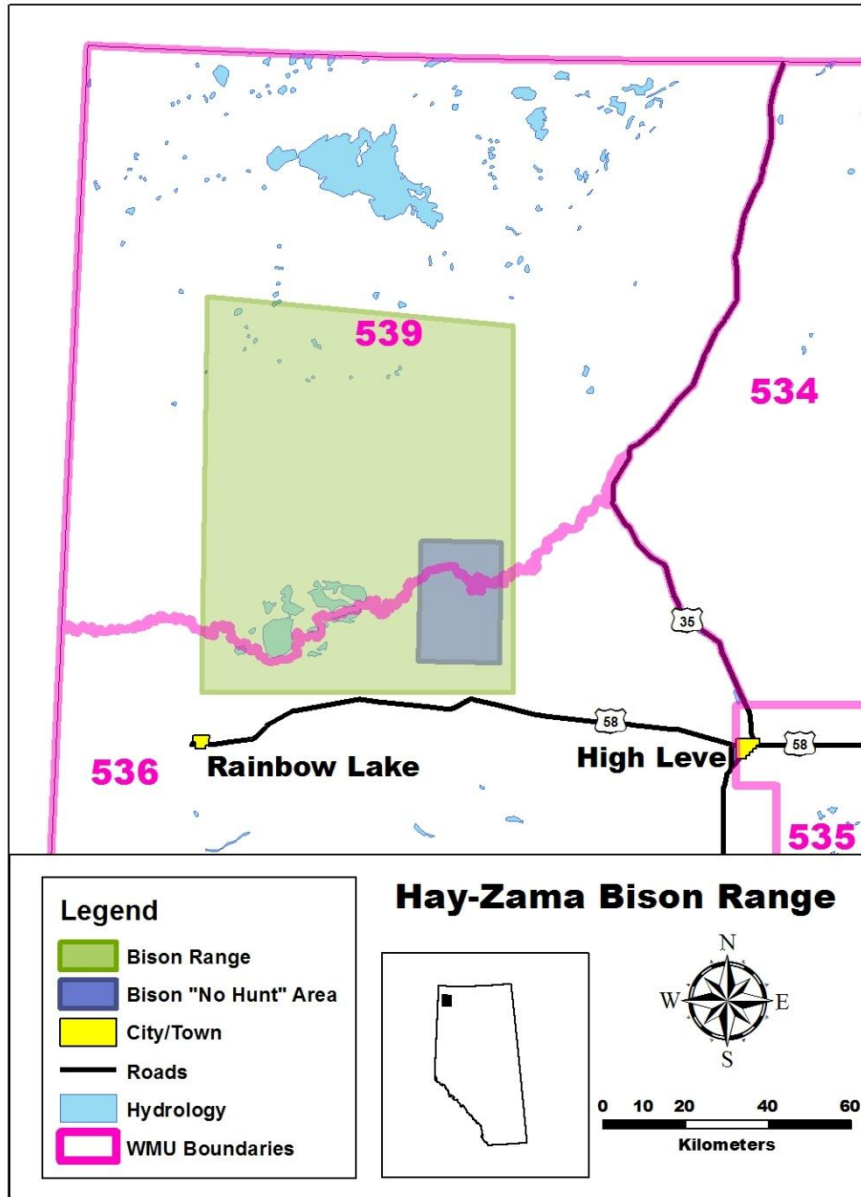 539
534
35
58
58
High Level
Rainbow Lake
536
535
Legend
Bison Range
Bison "No Hunt" Area
City/Town
Roads
Hydrology
WMU Boundaries
Hay-Zama Bison Range
N
W E
S
0 10 20 40 60
Kilometers